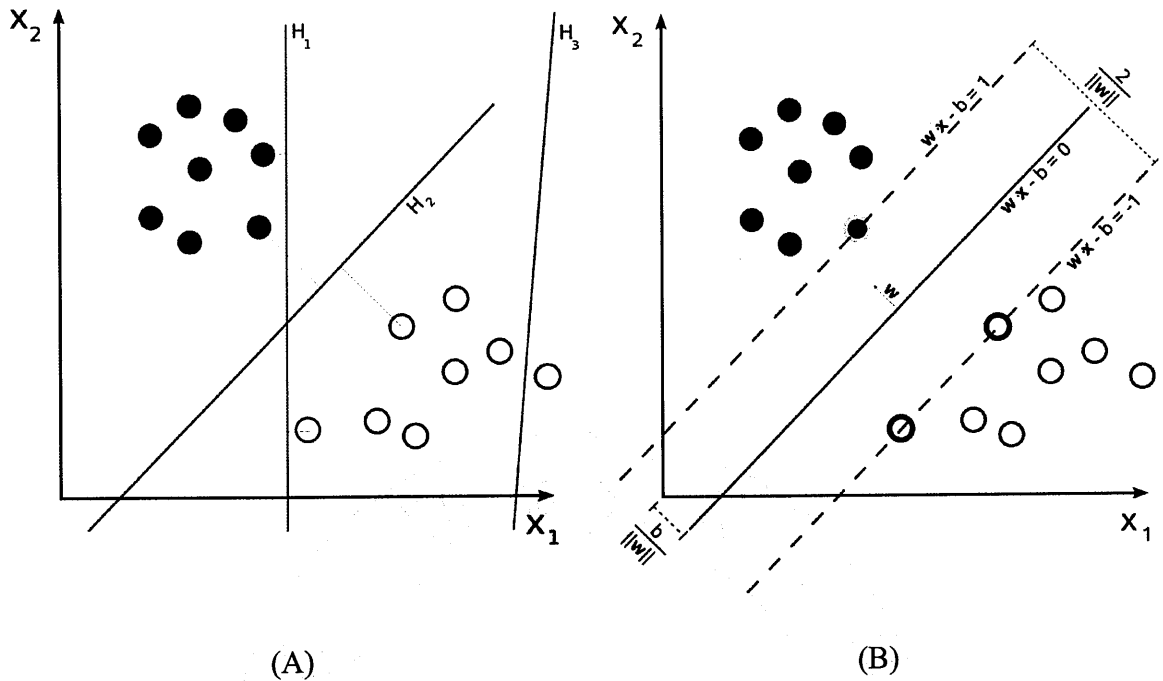 X₂
H₁
H₃
H₂
X₁
(A)
X₂
w·x - b = 1
2
||w||
w·x - b = 0
w·x - b = -1
w
b
||w||
X₁
(B)